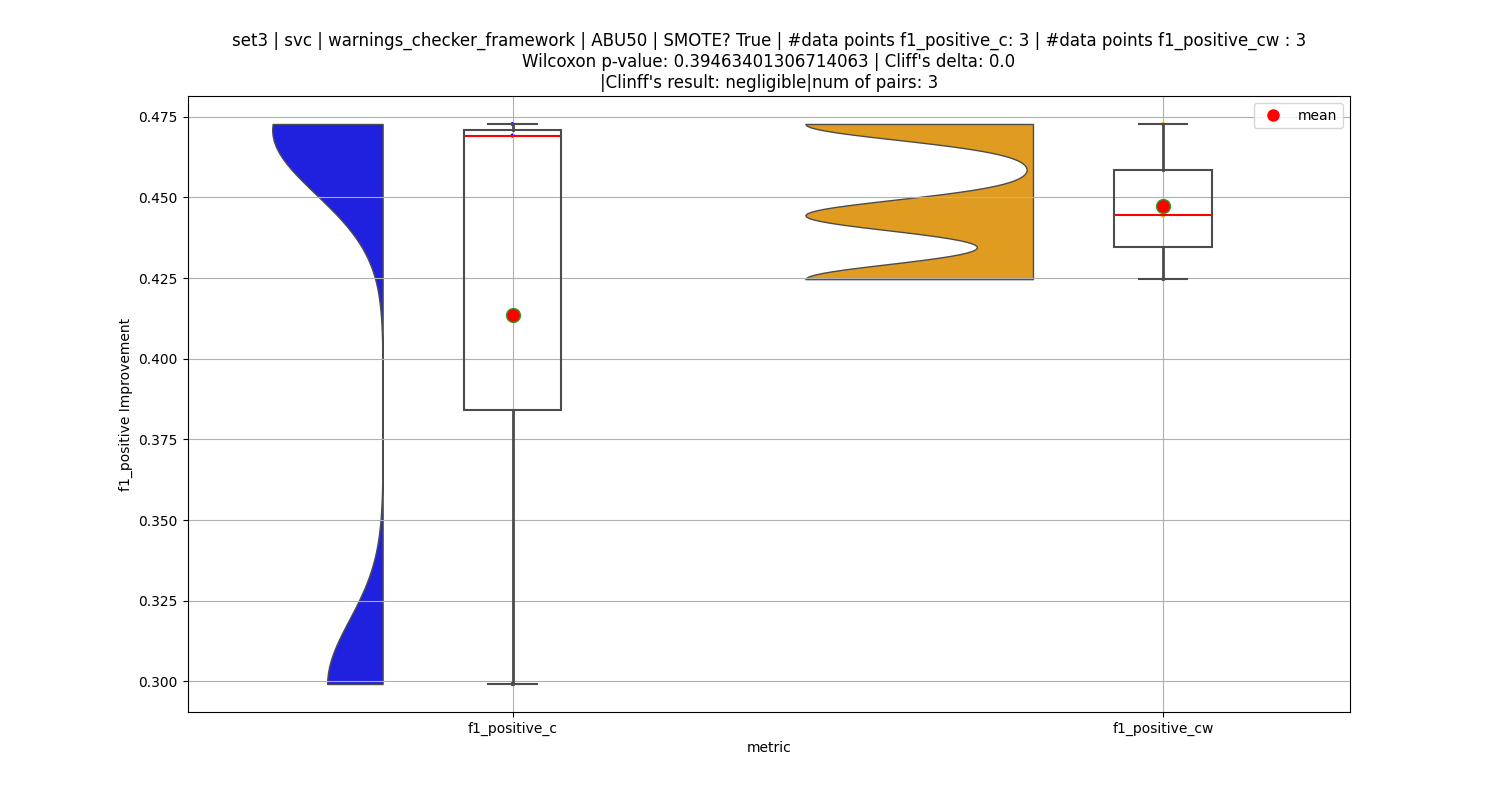 set3 | svc | warnings_checker_framework | ABU50 | SMOTE? True | #data points f1_positive_c: 3 | #data points f1_positive_cw : 3
Wilcoxon p-value: 0.39463401306714063 | Cliff's delta: 0.0
|Clinff's result: negligible|num of pairs: 3
mean
0.475
0.450
0.425
0.400
0.375
0.350
0.325
0.300
f1_positive Improvement
f1_positive_c
f1_positive_cw
metric